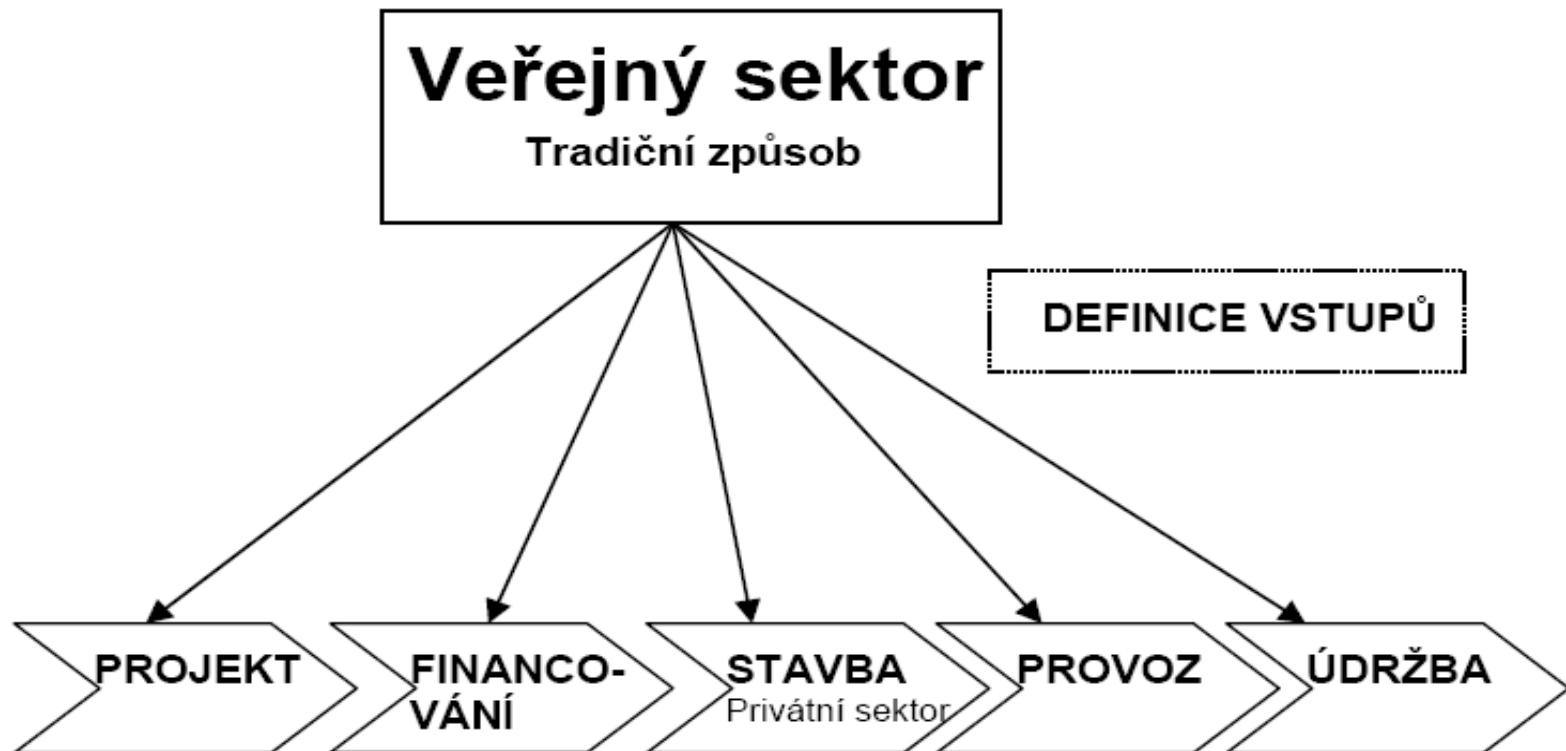 Veřejný sektor
Tradiční způsob
DEFINICE VSTUPŮ
PROJEKT
FINANCO-
VÁNÍ
STAVBA
Privátní sektor
PROVOZ
ÚDRŽBA